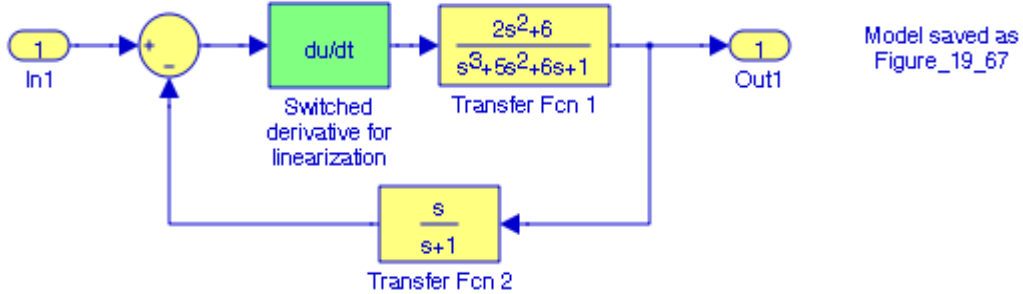 1
In1
+
−
du/dt
Switched
derivative for
linearization
2s²+6
s³+5s²+6s+1
Transfer Fcn 1
1
Out1
Model saved as
Figure_19_67
s
s+1
Transfer Fcn 2